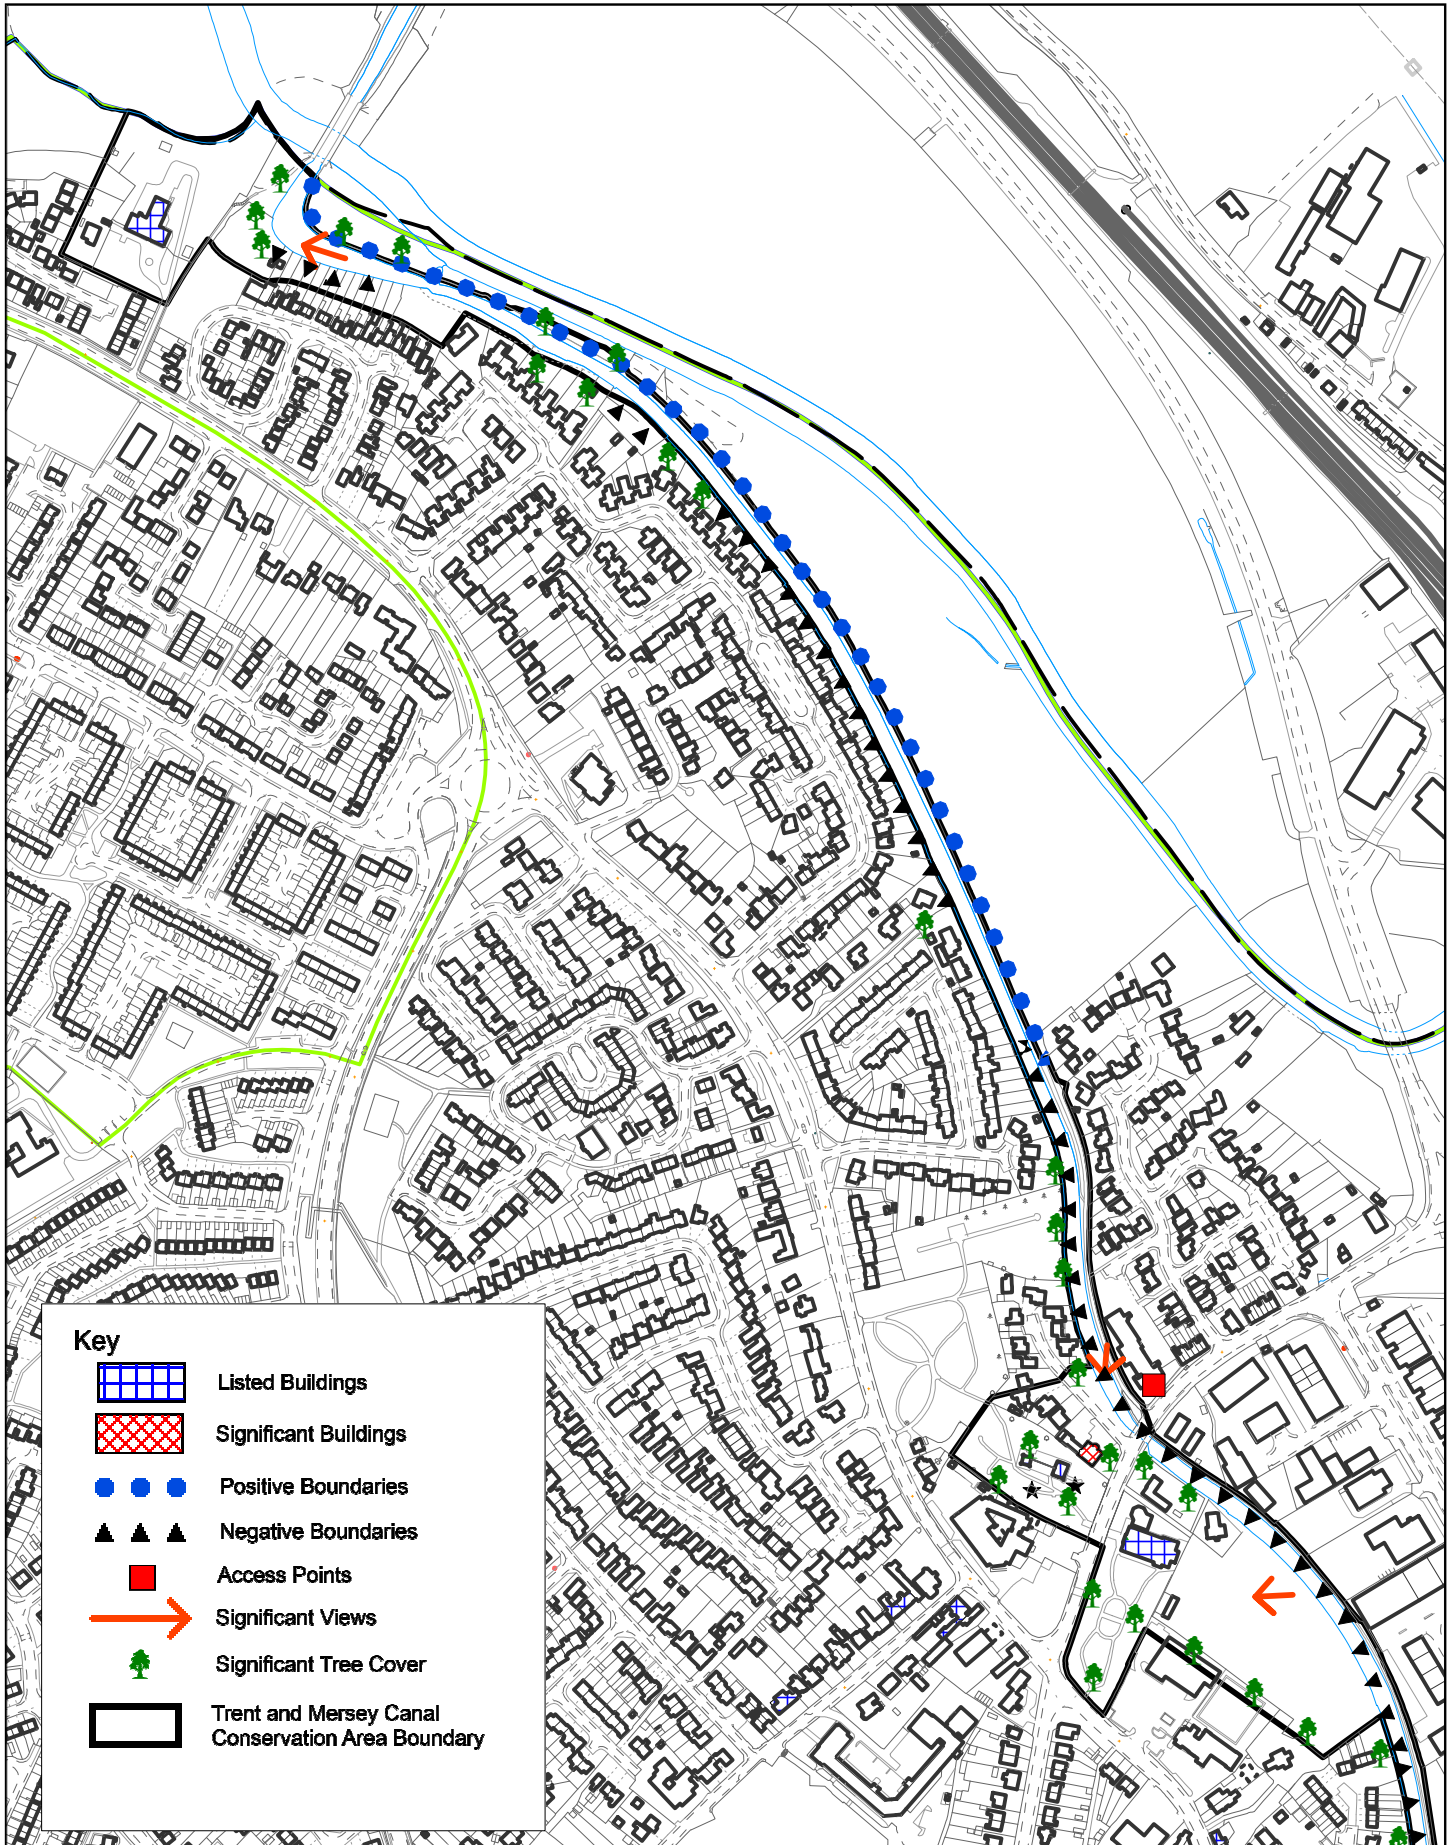 Key
Listed Buildings
Significant Buildings
Positive Boundaries
Negative Boundaries
Access Points
Significant Views
Significant Tree Cover
Trent and Mersey Canal
Conservation Area Boundary